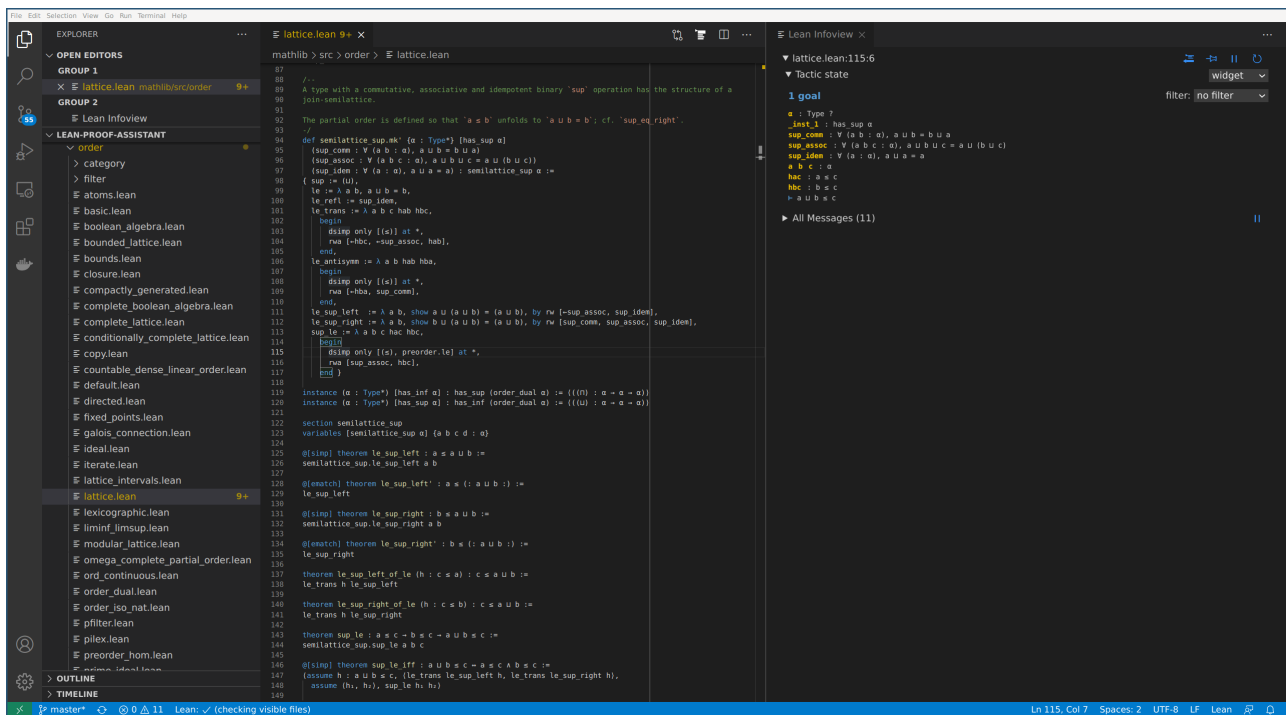 File Edit Selection View Go Run Terminal Help
EXPLORER
OPEN EDITORS
GROUP 1
lattice.lean mathlib/src/order 9+
GROUP 2
Lean Infoview
55
LEAN-PROOF-ASSISTANT
order
category
filter
atoms.lean
basic.lean
boolean_algebra.lean
bounded_lattice.lean
bounds.lean
closure.lean
compactly_generated.lean
complete_boolean_algebra.lean
complete_lattice.lean
conditionally_complete_lattice.lean
copy.lean
countable_dense_linear_order.lean
default.lean
directed.lean
fixed_points.lean
galois_connection.lean
ideal.lean
iterate.lean
lattice_intervals.lean
lattice.lean 9+
lexicographic.lean
liminf_limsup.lean
modular_lattice.lean
omega_complete_partial_order.lean
ord_continuous.lean
order_dual.lean
order_iso_nat.lean
pfilter.lean
pilex.lean
preorder_hom.lean
prime_ideal.lean
OUTLINE
TIMELINE
lattice.lean 9+
mathlib > src > order > lattice.lean
87
88 /--
89 A type with a commutative, associative and idempotent binary `sup` operation has the structure of a
90 join-semilattice.
91
92 The partial order is defined so that `a ≤ b` unfolds to `a ⊔ b = b`; cf. `sup_eq_right`.
93 -/
94 def semilattice_sup.mk' {α : Type*} [has_sup α]
95 (sup_comm : ∀ (a b : α), a ⊔ b = b ⊔ a)
96 (sup_assoc : ∀ (a b c : α), a ⊔ b ⊔ c = a ⊔ (b ⊔ c))
97 (sup_idem : ∀ (a : α), a ⊔ a = a) : semilattice_sup α :=
98 { sup := (⊔),
99 le := λ a b, a ⊔ b = b,
100 le_refl := sup_idem,
101 le_trans := λ a b c hab hbc,
102 begin
103 dsimp only [(≤)] at *,
104 rwa [←hbc, ←sup_assoc, hab],
105 end,
106 le_antisymm := λ a b hab hba,
107 begin
108 dsimp only [(≤)] at *,
109 rwa [←hba, sup_comm],
110 end,
111 le_sup_left := λ a b, show a ⊔ (a ⊔ b) = (a ⊔ b), by rw [←sup_assoc, sup_idem],
112 le_sup_right := λ a b, show b ⊔ (a ⊔ b) = (a ⊔ b), by rw [sup_comm, sup_assoc, sup_idem],
113 sup_le := λ a b c hac hbc,
114 begin
115 dsimp only [(≤), preorder.le] at *,
116 rwa [sup_assoc, hbc],
117 end }
118
119 instance (α : Type*) [has_inf α] : has_sup (order_dual α) := ⟨((⊓) : α → α → α)⟩
120 instance (α : Type*) [has_sup α] : has_inf (order_dual α) := ⟨((⊔) : α → α → α)⟩
121
122 section semilattice_sup
123 variables [semilattice_sup α] {a b c d : α}
124
125 @[simp] theorem le_sup_left : a ≤ a ⊔ b :=
126 semilattice_sup.le_sup_left a b
127
128 @[ematch] theorem le_sup_left' : a ≤ (: a ⊔ b :) :=
129 le_sup_left
130
131 @[simp] theorem le_sup_right : b ≤ a ⊔ b :=
132 semilattice_sup.le_sup_right a b
133
134 @[ematch] theorem le_sup_right' : b ≤ (: a ⊔ b :) :=
135 le_sup_right
136
137 theorem le_sup_left_of_le (h : c ≤ a) : c ≤ a ⊔ b :=
138 le_trans h le_sup_left
139
140 theorem le_sup_right_of_le (h : c ≤ b) : c ≤ a ⊔ b :=
141 le_trans h le_sup_right
142
143 theorem sup_le : a ≤ c → b ≤ c → a ⊔ b ≤ c :=
144 semilattice_sup.sup_le a b c
145
146 @[simp] theorem sup_le_iff : a ⊔ b ≤ c ↔ a ≤ c ∧ b ≤ c :=
147 ⟨assume h : a ⊔ b ≤ c, ⟨le_trans le_sup_left h, le_trans le_sup_right h⟩,
148 assume ⟨h₁, h₂⟩, sup_le h₁ h₂⟩
149
Lean Infoview
lattice.lean:115:6
Tactic state
widget
1 goal
filter: no filter
α : Type ?
_inst_1 : has_sup α
sup_comm : ∀ (a b : α), a ⊔ b = b ⊔ a
sup_assoc : ∀ (a b c : α), a ⊔ b ⊔ c = a ⊔ (b ⊔ c)
sup_idem : ∀ (a : α), a ⊔ a = a
a b c : α
hac : a ≤ c
hbc : b ≤ c
⊢ a ⊔ b ≤ c
All Messages (11)
master* 0 11 Lean: ✓ (checking visible files) Ln 115, Col 7 Spaces: 2 UTF-8 LF Lean